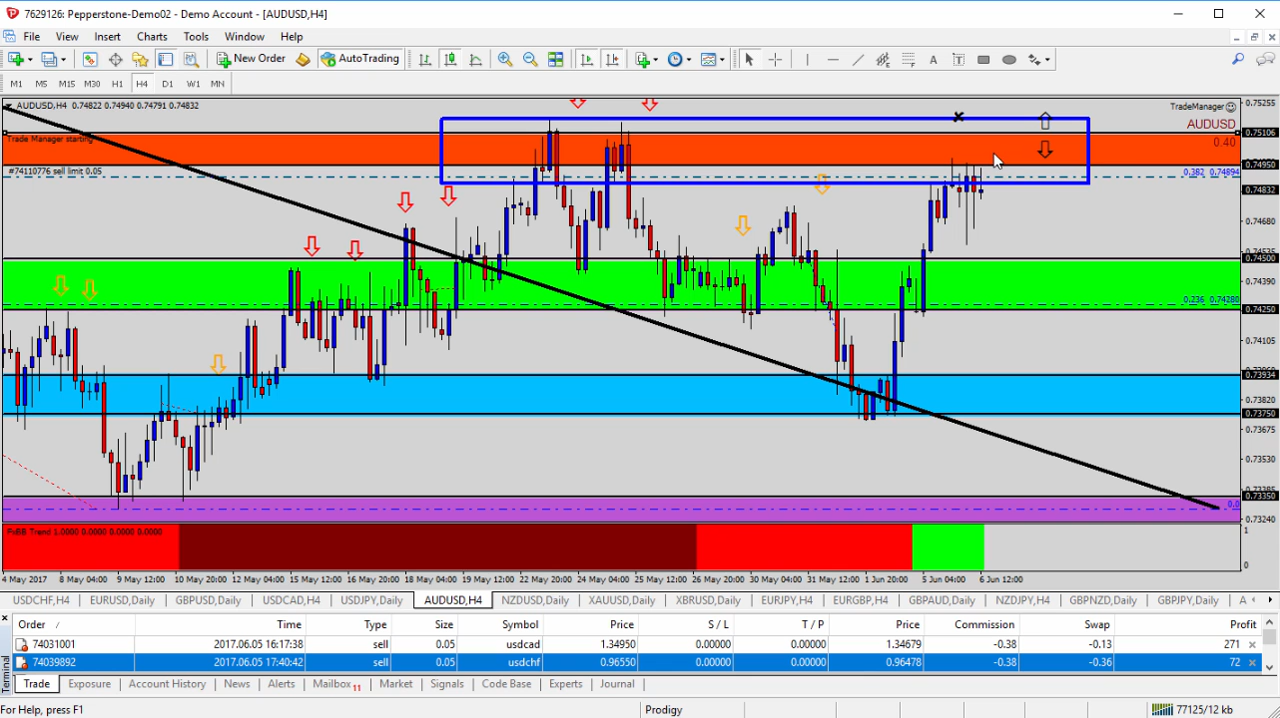 7629126: Pepperstone-Demo02 - Demo Account - [AUDUSD,H4]
File View Insert Charts Tools Window Help
New Order AutoTrading
M1 M5 M15 M30 H1 H4 D1 W1 MN
AUDUSD,H4 0.74822 0.74940 0.74791 0.74832
TradeManager
0.75255
AUDUSD
0.75106
Trade Manager starting
0.40
0.74950
#74110776 sell limit 0.05
0.382 0.74894
0.74832
0.74680
0.74500
0.74390
0.236 0.74280
0.74250
0.74105
0.73934
0.73820
0.73750
0.73675
0.73530
0.73350
0.0
0.73240
PsBB Trend 1.0000 0.0000 0.0000 0.0000
1
0
4 May 2017 8 May 04:00 9 May 12:00 10 May 20:00 12 May 04:00 15 May 12:00 16 May 20:00 18 May 04:00 19 May 12:00 22 May 20:00 24 May 04:00 25 May 12:00 26 May 20:00 30 May 04:00 31 May 12:00 1 Jun 20:00 5 Jun 04:00 6 Jun 12:00
USDCHF,H4 EURUSD,Daily GBPUSD,Daily USDCAD,H4 USDJPY,Daily AUDUSD,H4 NZDUSD,Daily XAUUSD,Daily XBRUSD,Daily EURJPY,H4 EURGBP,H4 GBPAUD,Daily NZDJPY,H4 GBPNZD,Daily GBPJPY,Daily A
Order / Time Type Size Symbol Price S / L T / P Price Commission Swap Profit
74031001 2017.06.05 16:17:38 sell 0.05 usdcad 1.34950 0.00000 0.00000 1.34679 -0.38 -0.13 271
74039892 2017.06.05 17:40:42 sell 0.05 usdchf 0.96550 0.00000 0.00000 0.96478 -0.38 -0.36 72
Terminal
Trade Exposure Account History News Alerts Mailbox 11 Market Signals Code Base Experts Journal
For Help, press F1 Prodigy 77125/12 kb